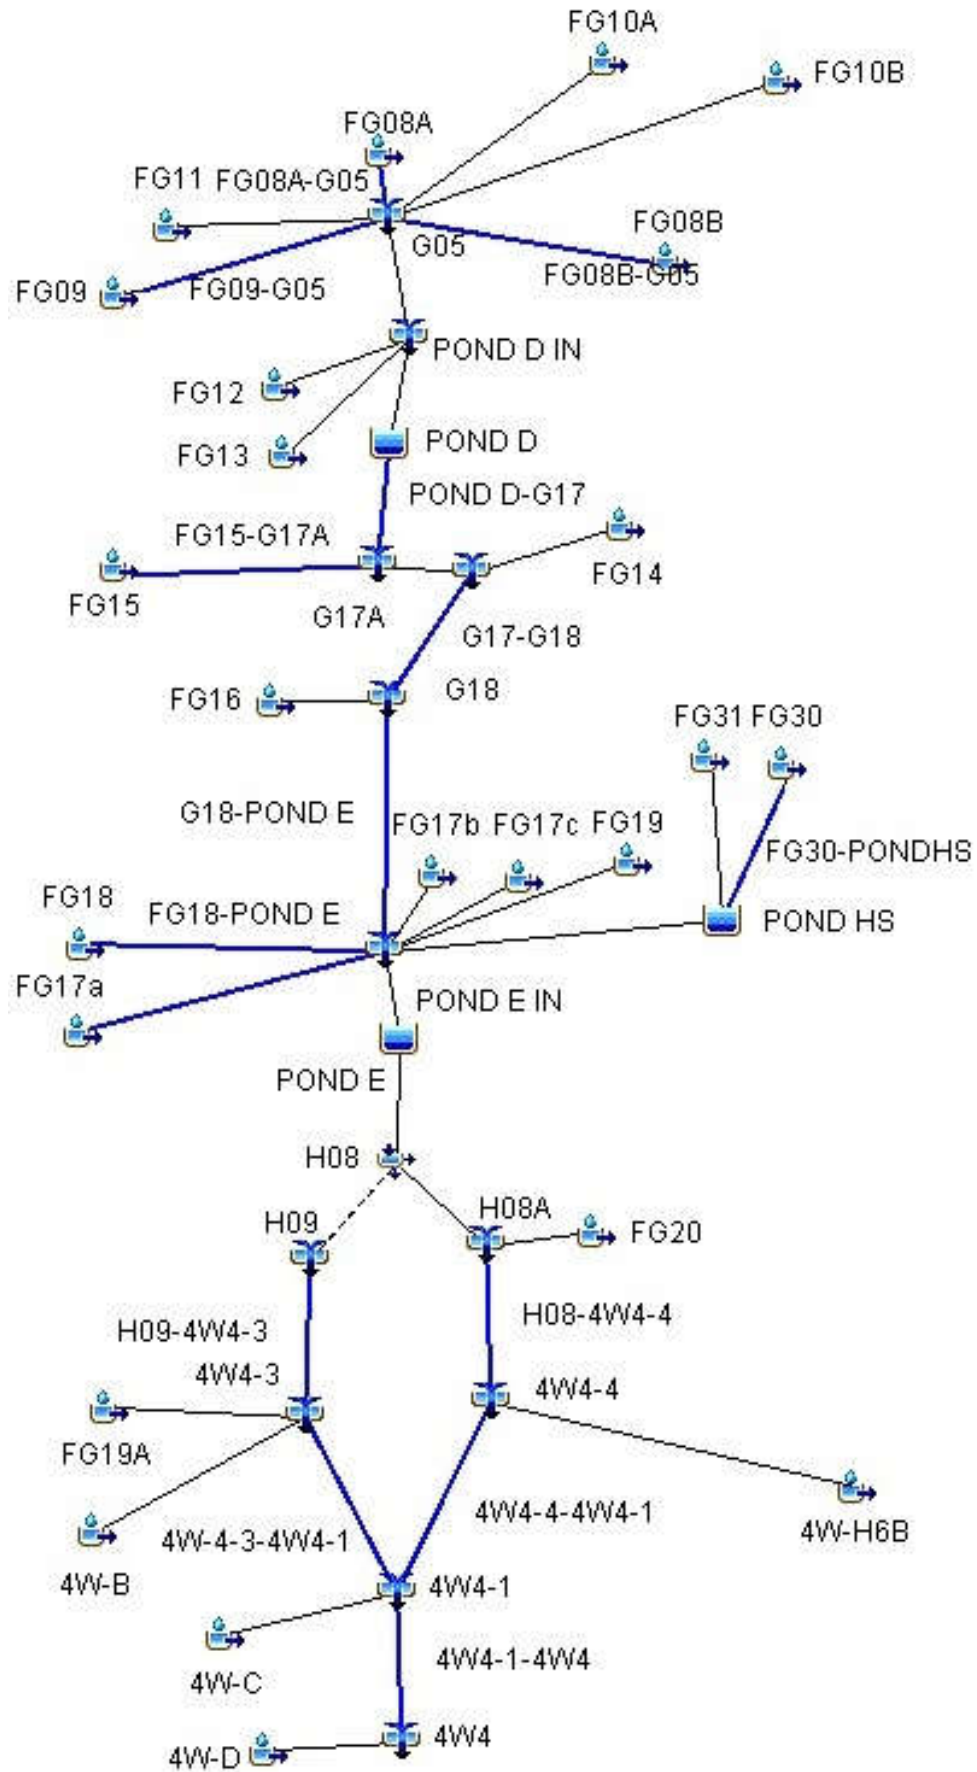 FG10A
FG10B
FG08A
FG11
FG08A-G05
FG08B
G05
FG09
FG09-G05
FG08B-G05
POND D IN
FG12
FG13
POND D
POND D-G17
FG15-G17A
FG14
FG15
G17A
G17-G18
G18
FG16
FG31
FG30
G18-POND E
FG17b
FG17c
FG19
FG30-PONDHS
FG18
FG18-POND E
POND HS
FG17a
POND E IN
POND E
H08
H09
H08A
FG20
H09-4W4-3
H08-4W4-4
4W4-3
4W4-4
FG19A
4W-4-3-4W4-1
4W4-4-4W4-1
4W-H6B
4W-B
4W4-1
4W-C
4W4-1-4W4
4W-D
4W4